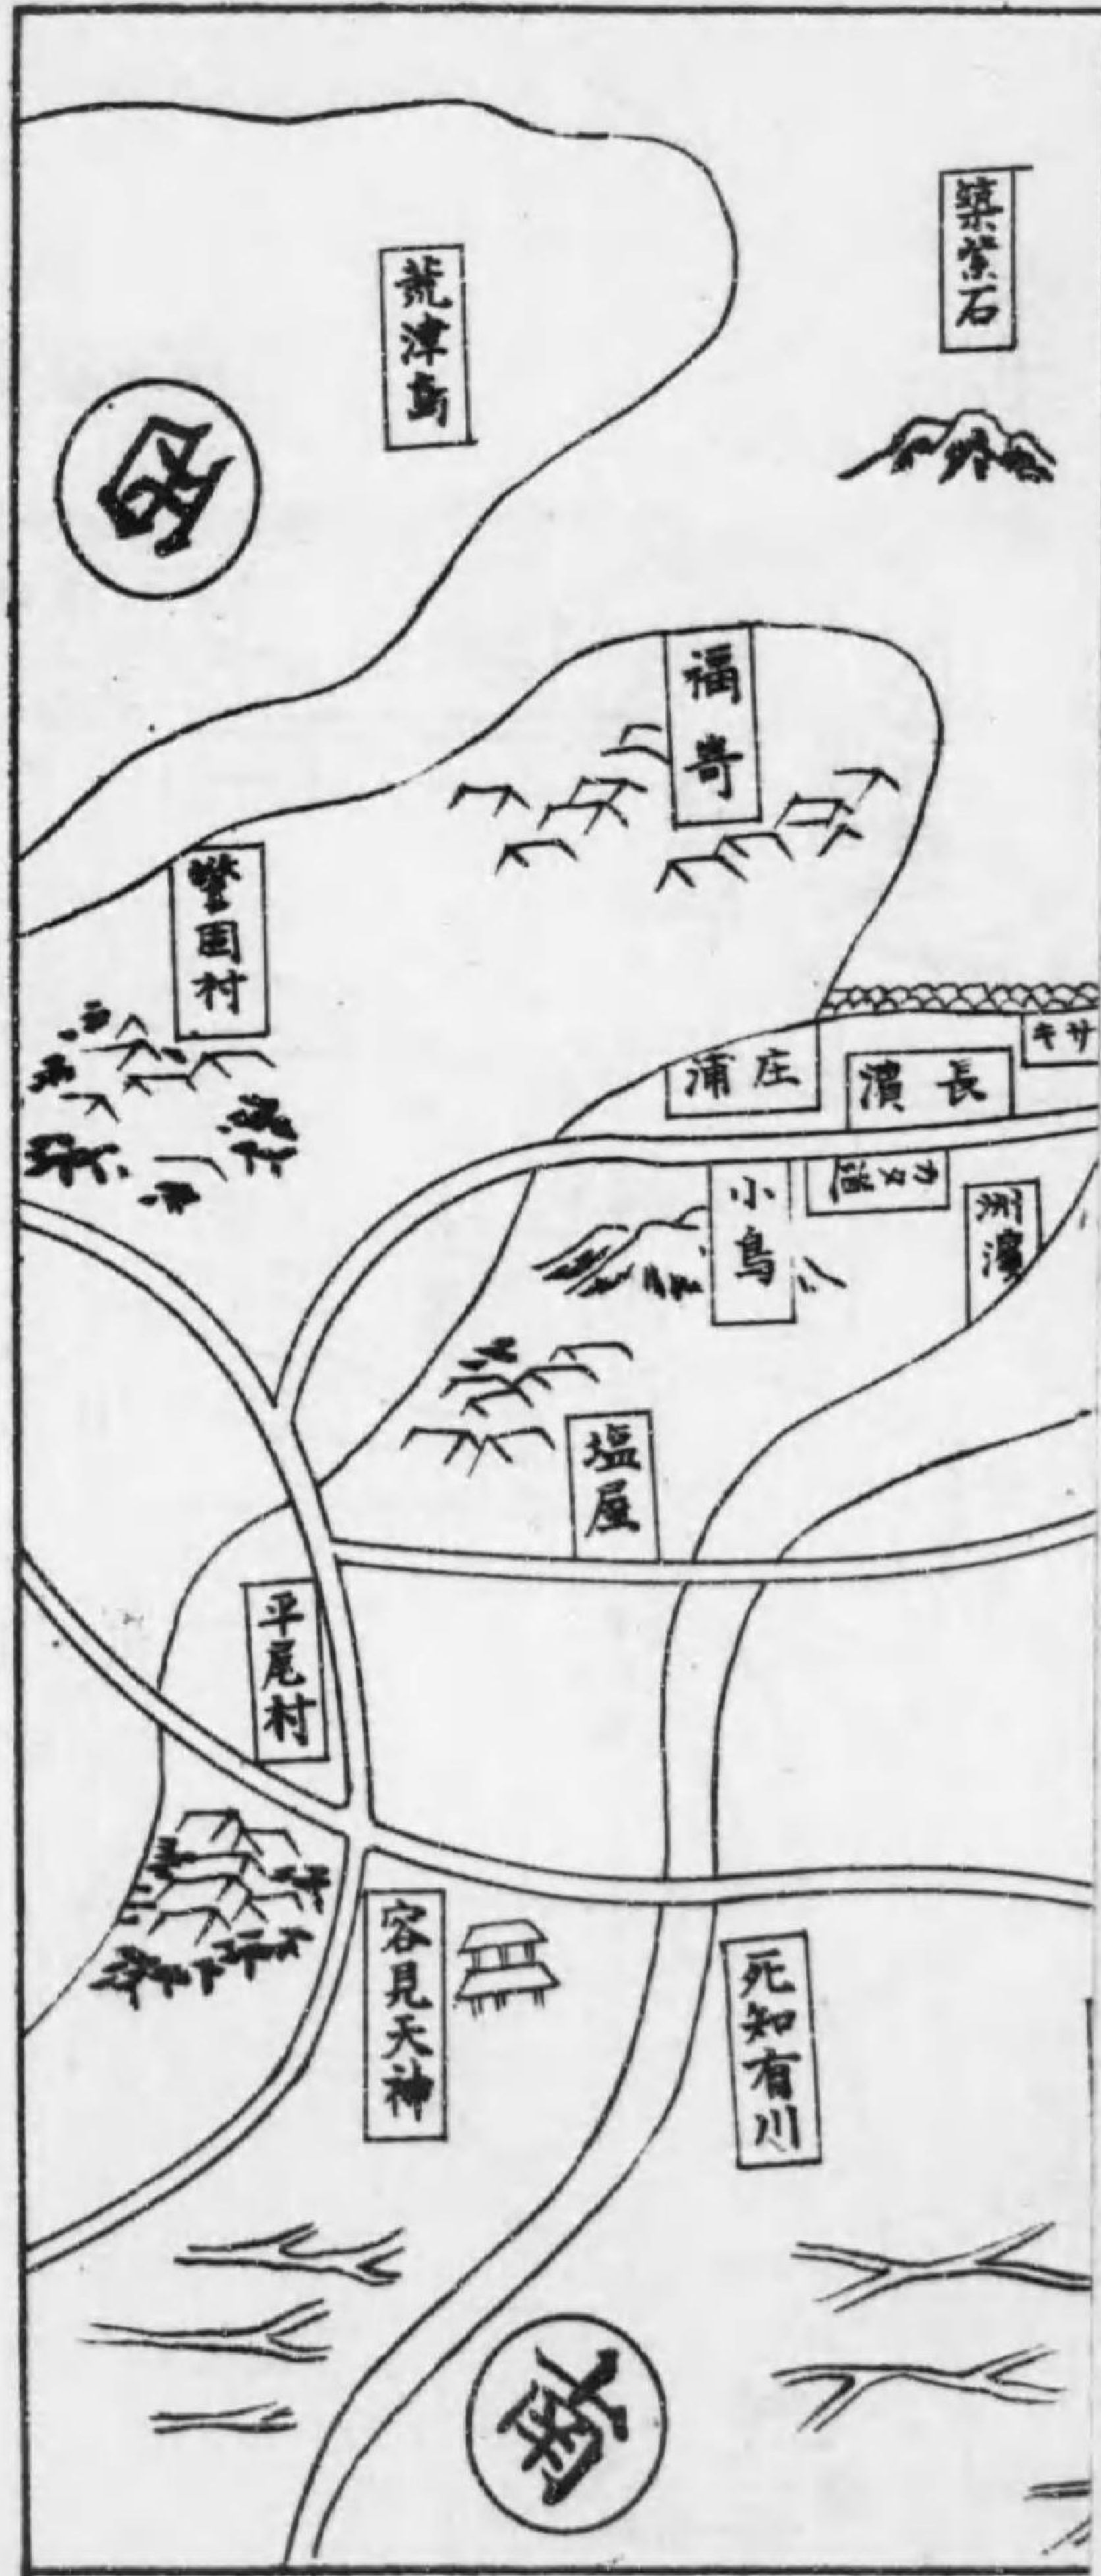 築紫石
荒津島
西
福嵜
警固村
サキ
長濱
庄浦
小鳥
洲濱
塩屋
平尾村
容見天神
死知有川
南